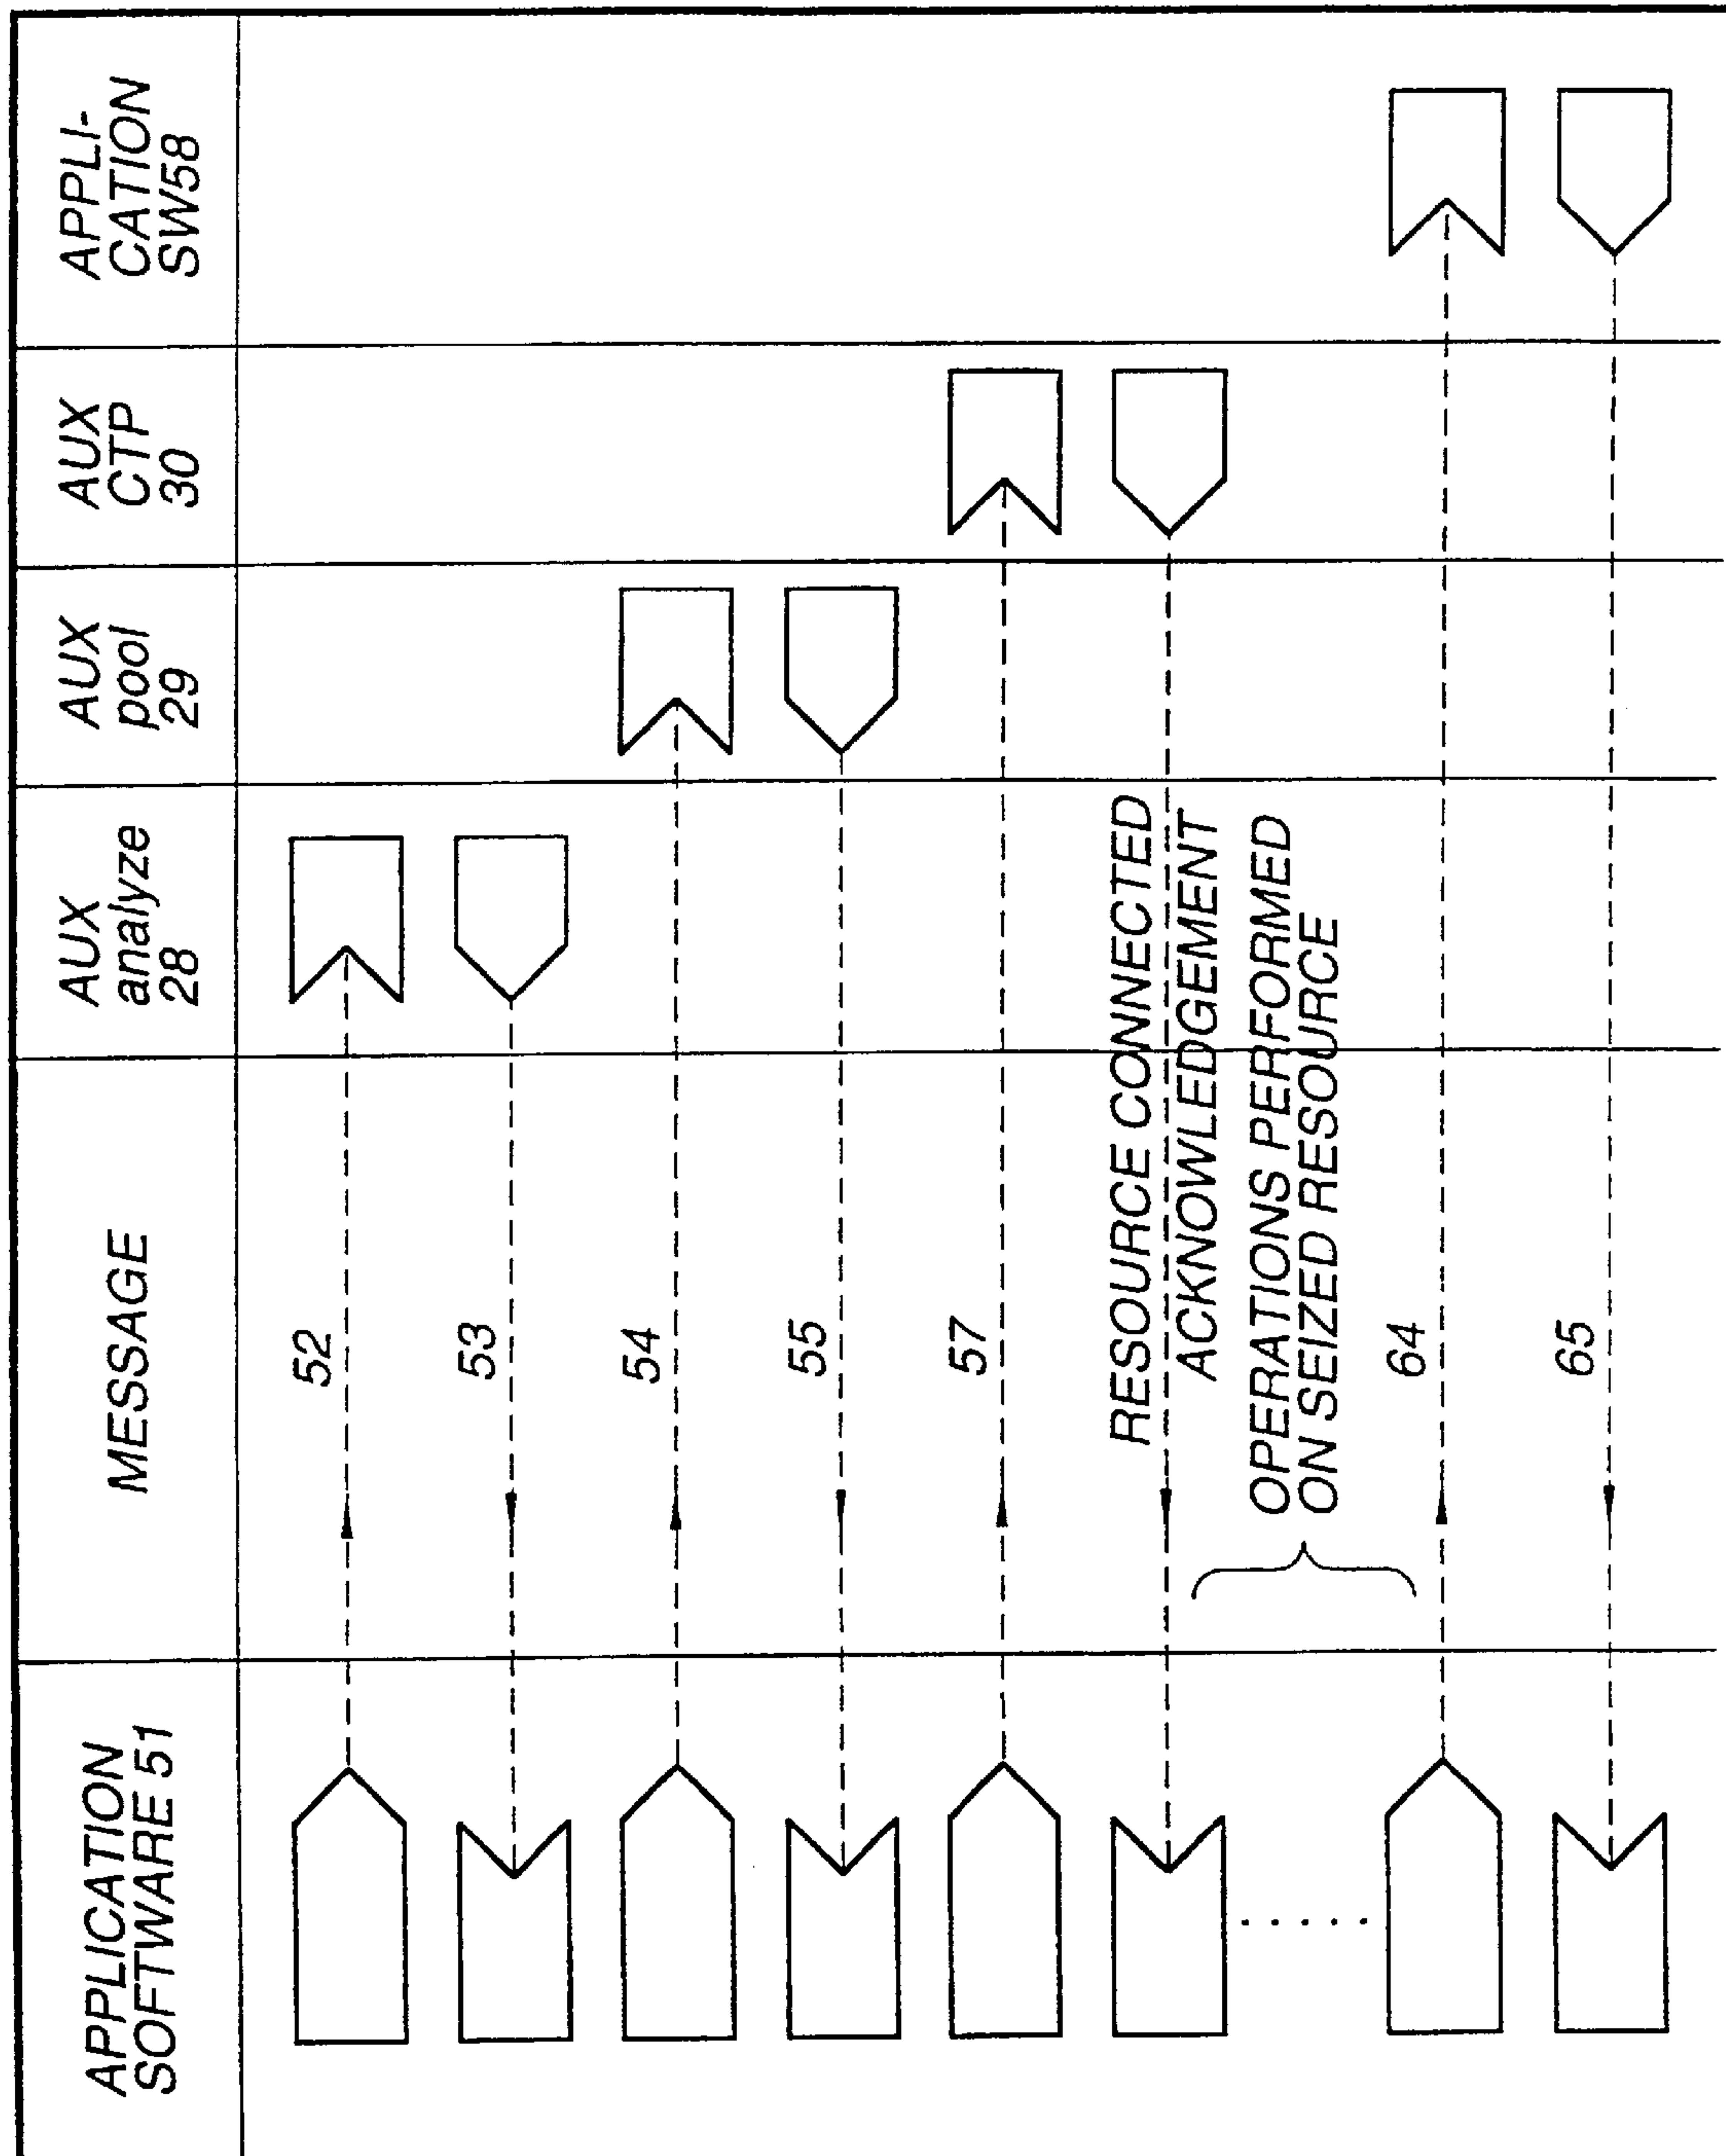 APPLICATION
SOFTWARE 51
MESSAGE
AUX
analyze
28
AUX
pool
29
AUX
CTP
30
APPLI-
CATION
SW58
52
53
54
55
57
RESOURCE CONNECTED
ACKNOWLEDGEMENT
OPERATIONS PERFORMED
ON SEIZED RESOURCE
64
65